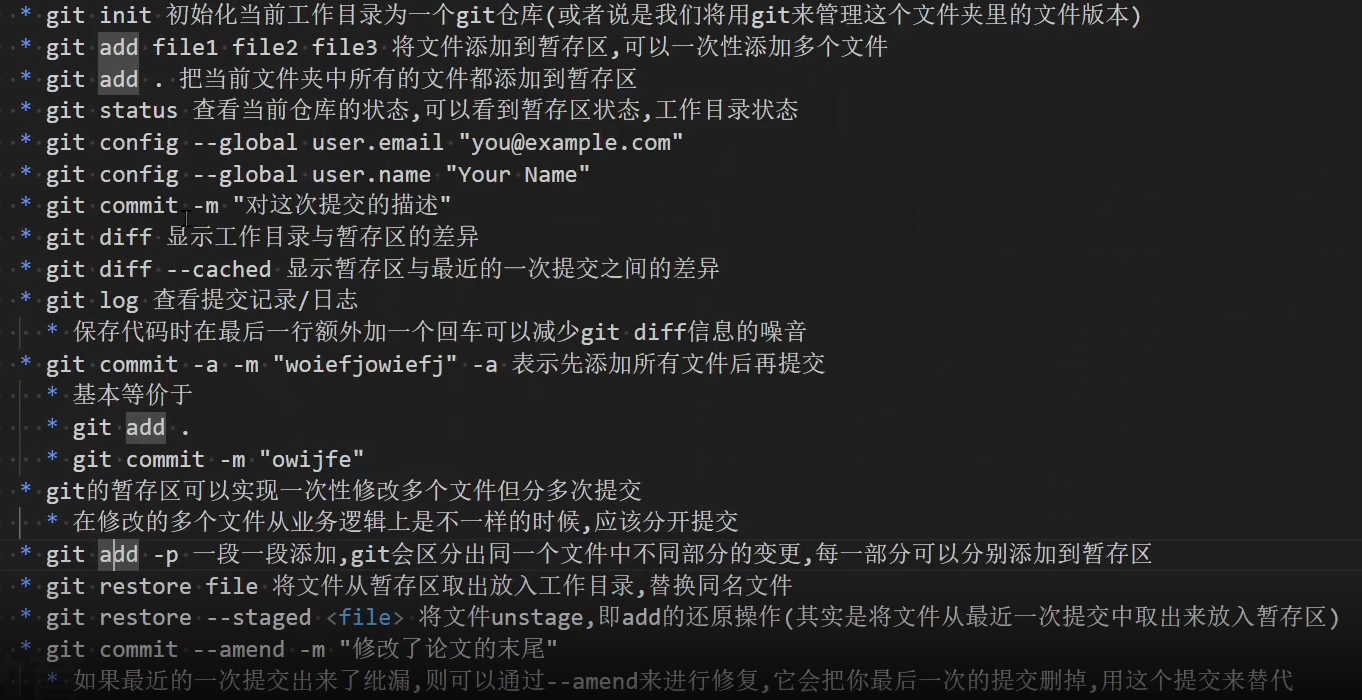 * git init 初始化当前工作目录为一个git仓库(或者说是我们将用git来管理这个文件夹里的文件版本)
* git add file1 file2 file3 将文件添加到暂存区,可以一次性添加多个文件
* git add . 把当前文件夹中所有的文件都添加到暂存区
* git status 查看当前仓库的状态,可以看到暂存区状态,工作目录状态
* git config --global user.email "you@example.com"
* git config --global user.name "Your Name"
* git commit -m "对这次提交的描述"
* git diff 显示工作目录与暂存区的差异
* git diff --cached 显示暂存区与最近的一次提交之间的差异
* git log 查看提交记录/日志
* 保存代码时在最后一行额外加一个回车可以减少git diff信息的噪音
* git commit -a -m "woiefjowiefj" -a 表示先添加所有文件后再提交
* 基本等价于
* git add .
* git commit -m "owijfe"
* git的暂存区可以实现一次性修改多个文件但分多次提交
* 在修改的多个文件从业务逻辑上是不一样的时候,应该分开提交
* git add -p 一段一段添加,git会区分出同一个文件中不同部分的变更,每一部分可以分别添加到暂存区
* git restore file 将文件从暂存区取出放入工作目录,替换同名文件
* git restore --staged <file> 将文件unstage,即add的还原操作(其实是将文件从最近一次提交中取出来放入暂存区)
* git commit --amend -m "修改了论文的末尾"
* 如果最近的一次提交出来了纰漏,则可以通过--amend来进行修复,它会把你最后一次的提交删掉,用这个提交来替代